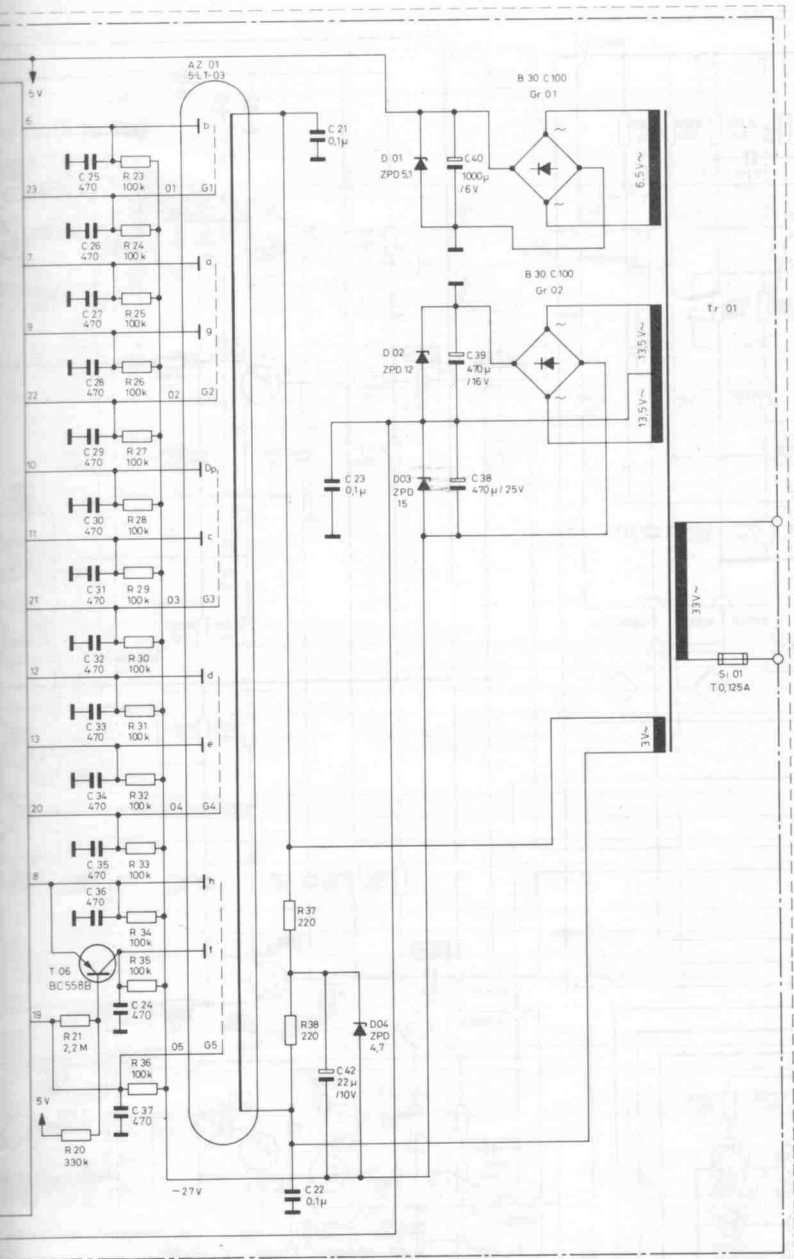 AZ 01
5-LT-03
5V
B 30 C100
Gr 01
6
b
C 21
0,1µ
C 25
470
R 23
100k
01
G1
D 01
ZPD 5,1
C40
1000µ
/6V
~
~
6,5V~
23
C 26
470
R 24
100k
7
a
C 27
470
R 25
100k
B 30 C100
Gr 02
Tr 01
9
g
C 28
470
R 26
100k
D 02
ZPD 12
C 39
470µ
/16V
~
~
13,5V~
13,5V~
22
02
G2
C 29
470
R 27
100k
10
Dp,
C 23
0,1µ
D03
ZPD
15
C 38
470µ/25V
C 30
470
R 28
100k
11
c
C 31
470
R 29
100k
03
G3
21
33V~
C 32
470
R 30
100k
12
d
Si 01
T 0,125A
C 33
470
R 31
100k
13
e
3V~
C 34
470
R 32
100k
04
G4
20
C 35
470
R 33
100k
8
h
C 36
470
R 34
100k
R37
220
f
T 06
BC558B
R 35
100k
C 24
470
19
R 21
2,2M
R38
220
D04
ZPD
4,7
05
G5
R 36
100k
C 42
22µ
/10V
5V
C 37
470
R 20
330k
-27V
C 22
0,1µ